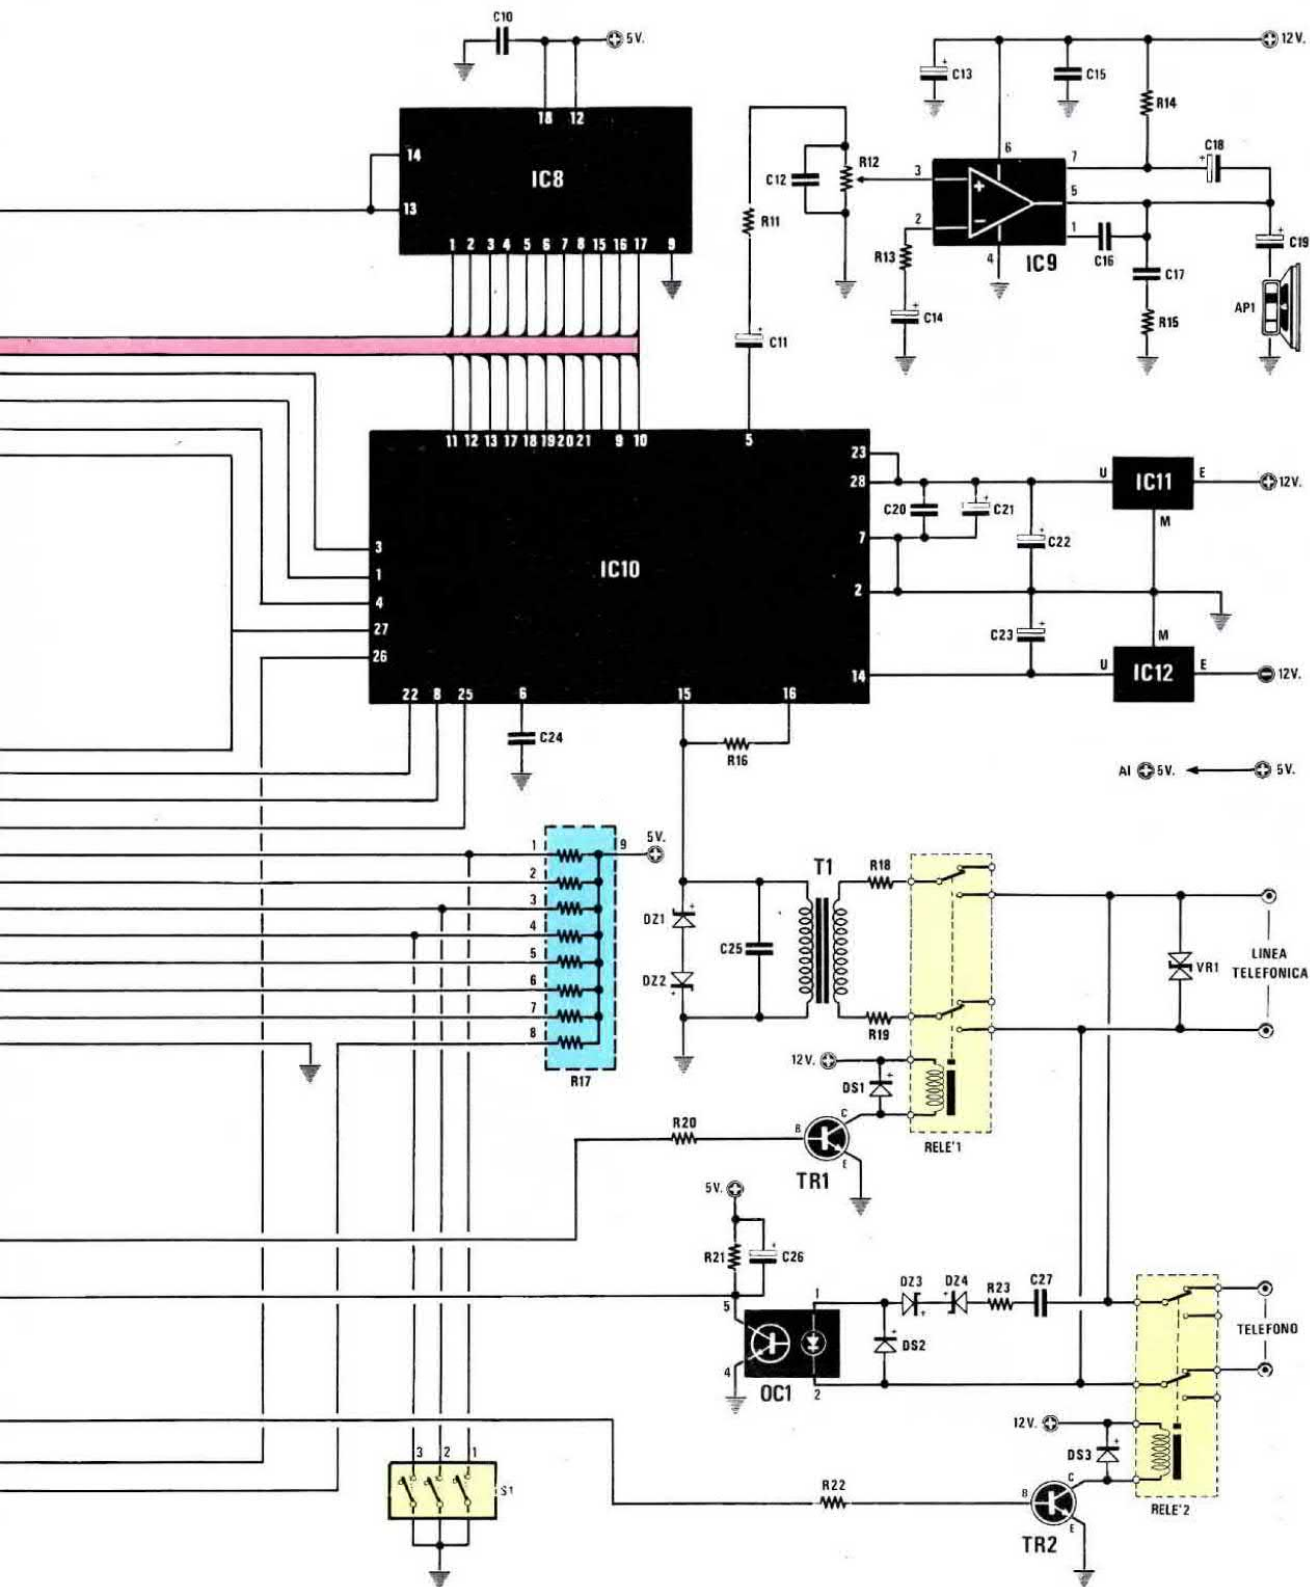 C10
5V.
12V.
C13
C15
R14
18 12
14
IC8
13
1 2 3 4 5 6 7 8 15 16 17 9
C12
R12
R11
3
6
7
C18
5
2
1
4
+
−
IC9
R13
C14
C16
C17
R15
C19
AP1
C11
11 12 13 17 18 19 20 21 9 10
5
23
28
7
2
14
IC10
3
1
4
27
26
22 8 25 6 15 16
C20
C21
C22
C23
U IC11 E
12V.
M
M
U IC12 E
12V.
C24
R16
AI 5V. 5V.
1
2
3
4
5
6
7
8
9
5V.
R17
DZ1
DZ2
C25
T1
R18
R19
VR1
LINEA
TELEFONICA
12V.
DS1
RELE'1
R20
B
C
E
TR1
5V.
R21
C26
5
4
OC1
1
2
DZ3
DZ4
R23
C27
DS2
TELEFONO
12V.
DS3
RELE'2
3 2 1
S1
R22
B
C
E
TR2